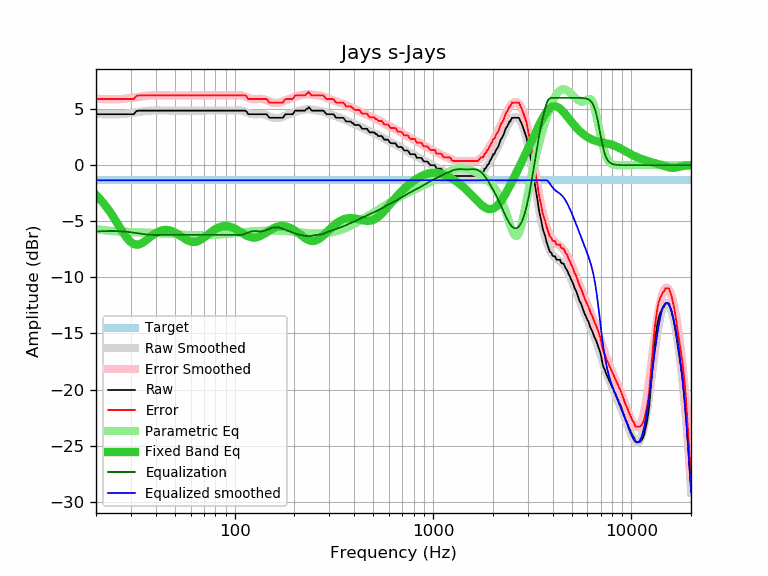 Jays s-Jays
5
0
−5
−10
−15
−20
−25
−30
Amplitude (dBr)
Target
Raw Smoothed
Error Smoothed
Raw
Error
Parametric Eq
Fixed Band Eq
Equalization
Equalized smoothed
100
1000
10000
Frequency (Hz)